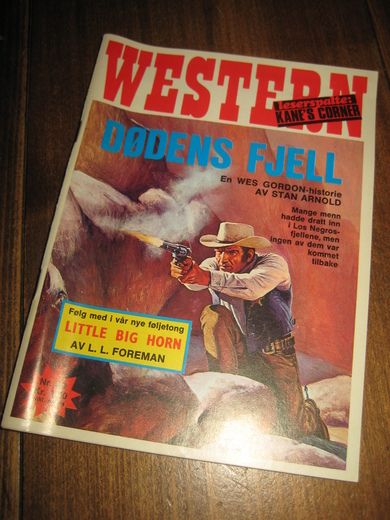 WESTERN
leserspalte:
KANE'S CORNER
DØDENS FJELL
En WES GORDON-historie
AV STAN ARNOLD
Mange menn
hadde dratt inn
i Los Negros-
fjellene, men
ingen av dem var
kommet
tilbake
Følg med i vår nye føljetong
LITTLE BIG HORN
AV L. L. FOREMAN
Nr.
Kr.